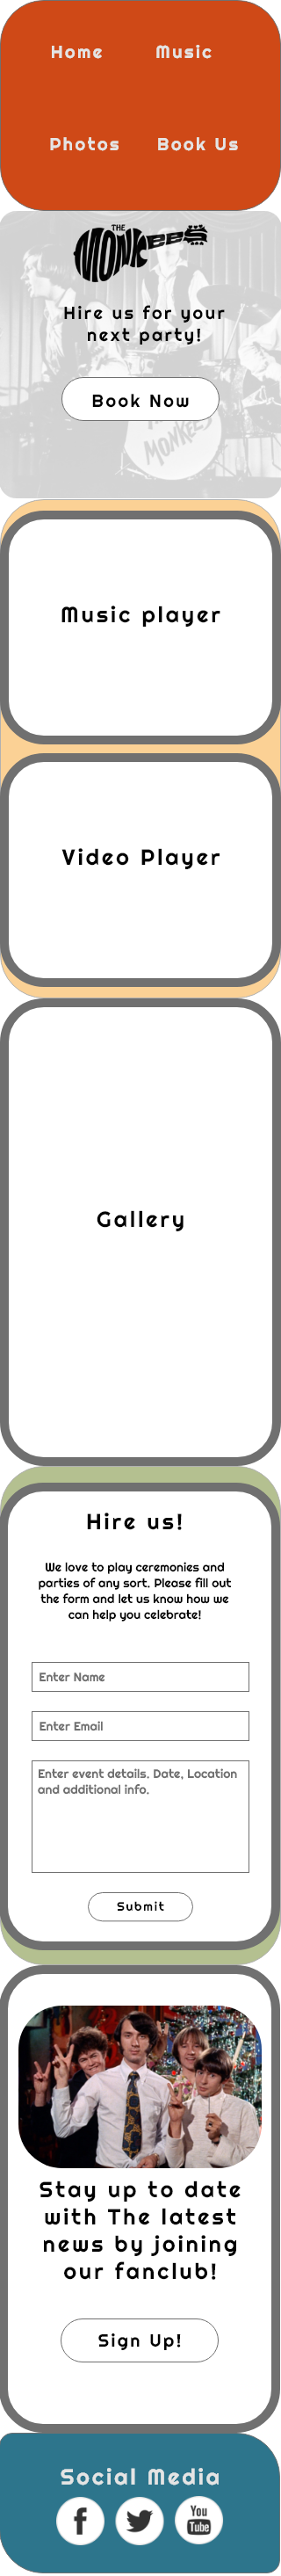 Home Music
Photos Book Us
THE
MONKEES
Hire us for your
next party!
Book Now
THE
MONKEES
Music player
Video Player
Gallery
Hire us!
We love to play ceremonies and
parties of any sort. Please fill out
the form and let us know how we
can help you celebrate!
Enter Name
Enter Email
Enter event details. Date, Location
and additional info.
Submit
Stay up to date
with The latest
news by joining
our fanclub!
Sign Up!
Social Media
f
You
Tube